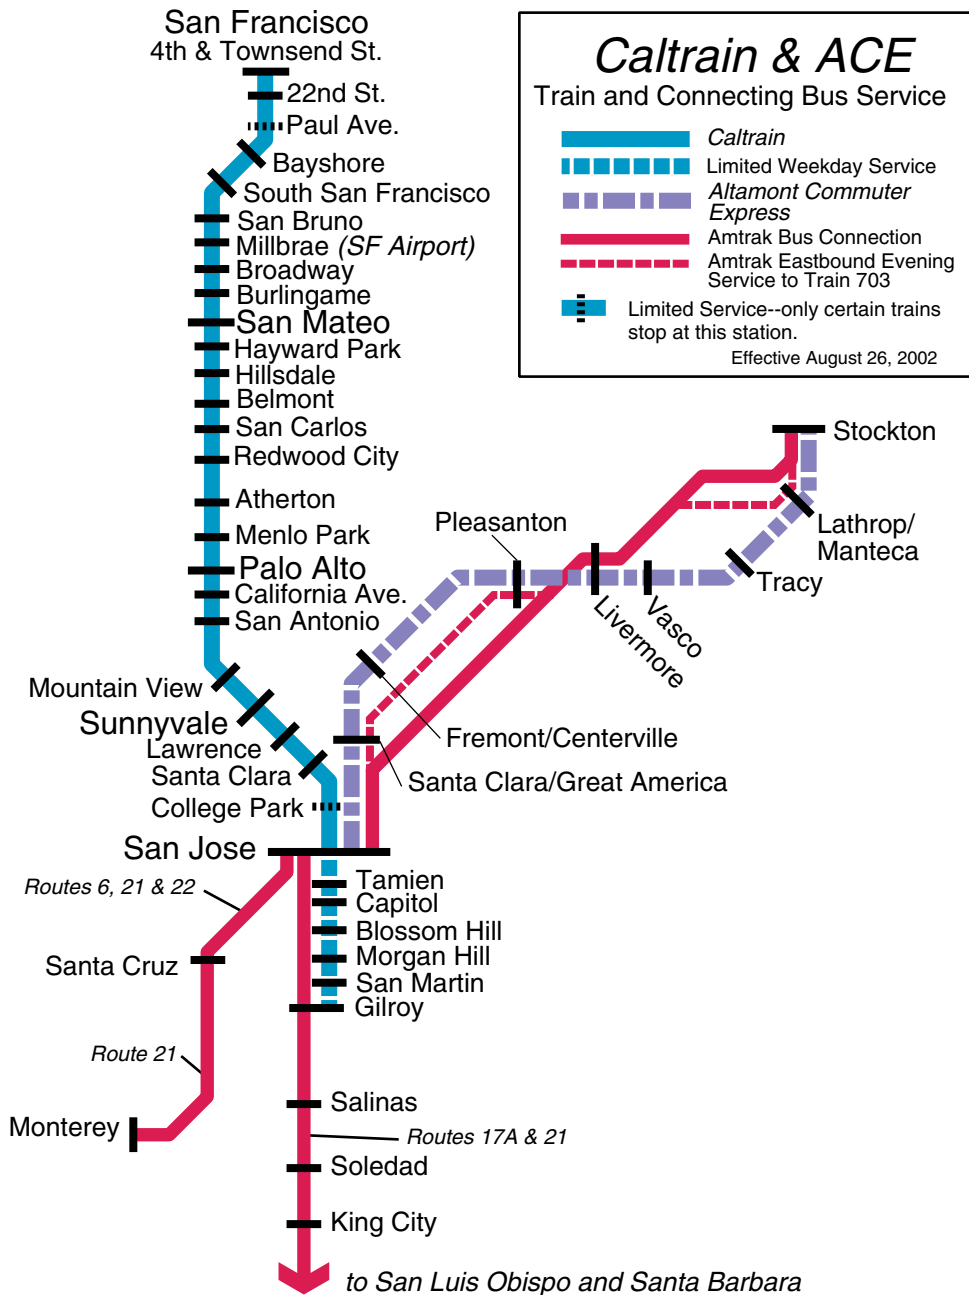 San Francisco
4th & Townsend St.
22nd St.
Paul Ave.
Bayshore
South San Francisco
San Bruno
Millbrae (SF Airport)
Broadway
Burlingame
San Mateo
Hayward Park
Hillsdale
Belmont
San Carlos
Redwood City
Atherton
Menlo Park
Palo Alto
California Ave.
San Antonio
Mountain View
Sunnyvale
Lawrence
Santa Clara
College Park
San Jose
Caltrain & ACE
Train and Connecting Bus Service
Caltrain
Limited Weekday Service
Altamont Commuter
Express
Amtrak Bus Connection
Amtrak Eastbound Evening
Service to Train 703
Limited Service--only certain trains
stop at this station.
Effective August 26, 2002
Stockton
Lathrop/
Manteca
Tracy
Vasco
Livermore
Pleasanton
Fremont/Centerville
Santa Clara/Great America
Routes 6, 21 & 22
Santa Cruz
Route 21
Monterey
Tamien
Capitol
Blossom Hill
Morgan Hill
San Martin
Gilroy
Salinas
Routes 17A & 21
Soledad
King City
to San Luis Obispo and Santa Barbara